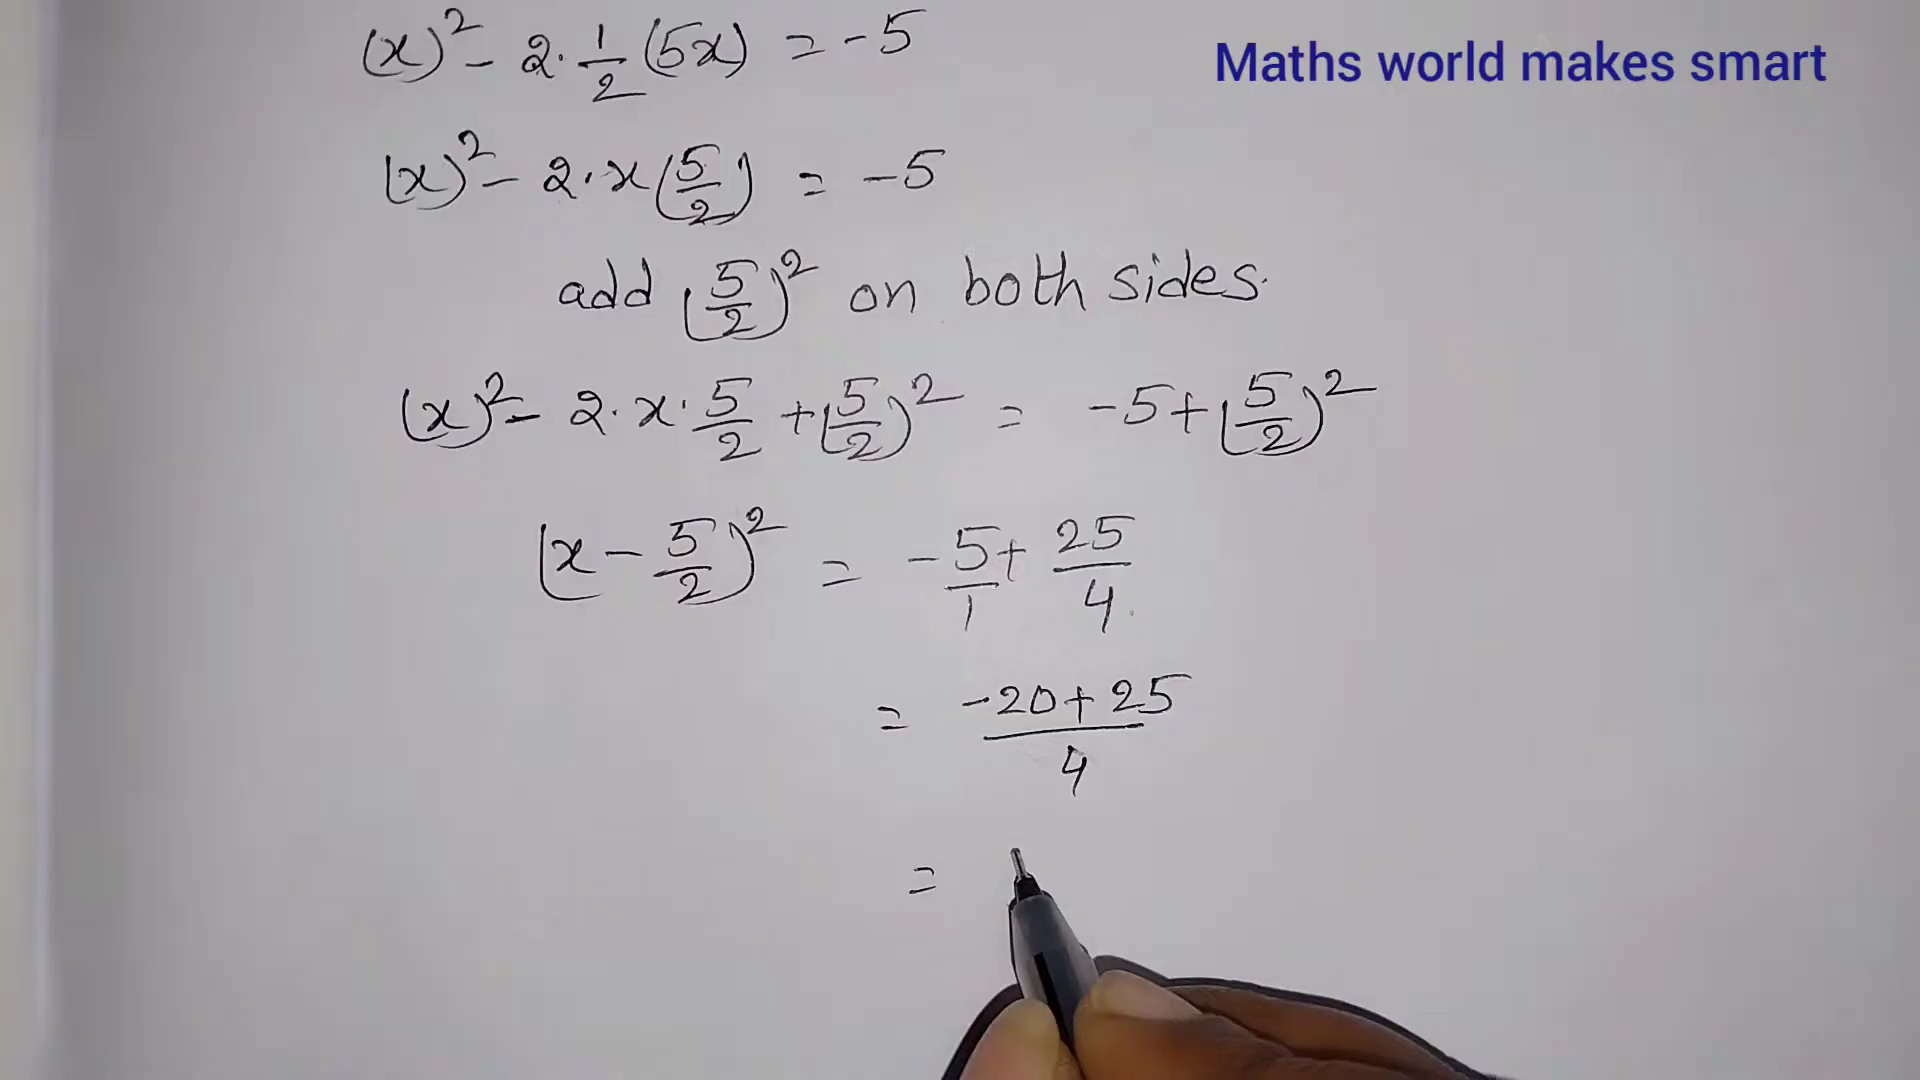 (x)² - 2·1/2(5x) = -5
Maths world makes smart
(x)² - 2·x(5/2) = -5
add (5/2)² on both sides.
(x)² - 2·x·5/2 + (5/2)² = -5+(5/2)²
(x - 5/2)² = -5/1 + 25/4
= -20+25/4
=